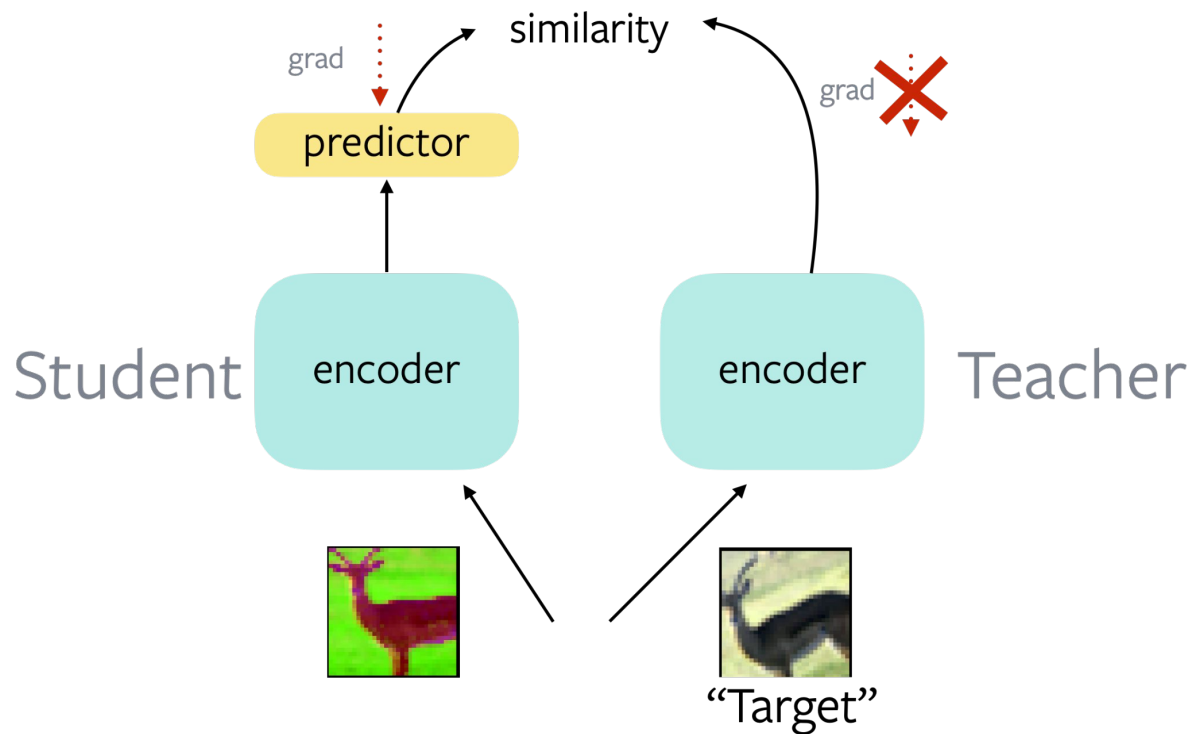 similarity
grad
grad
predictor
Student
encoder
encoder
Teacher
“Target”